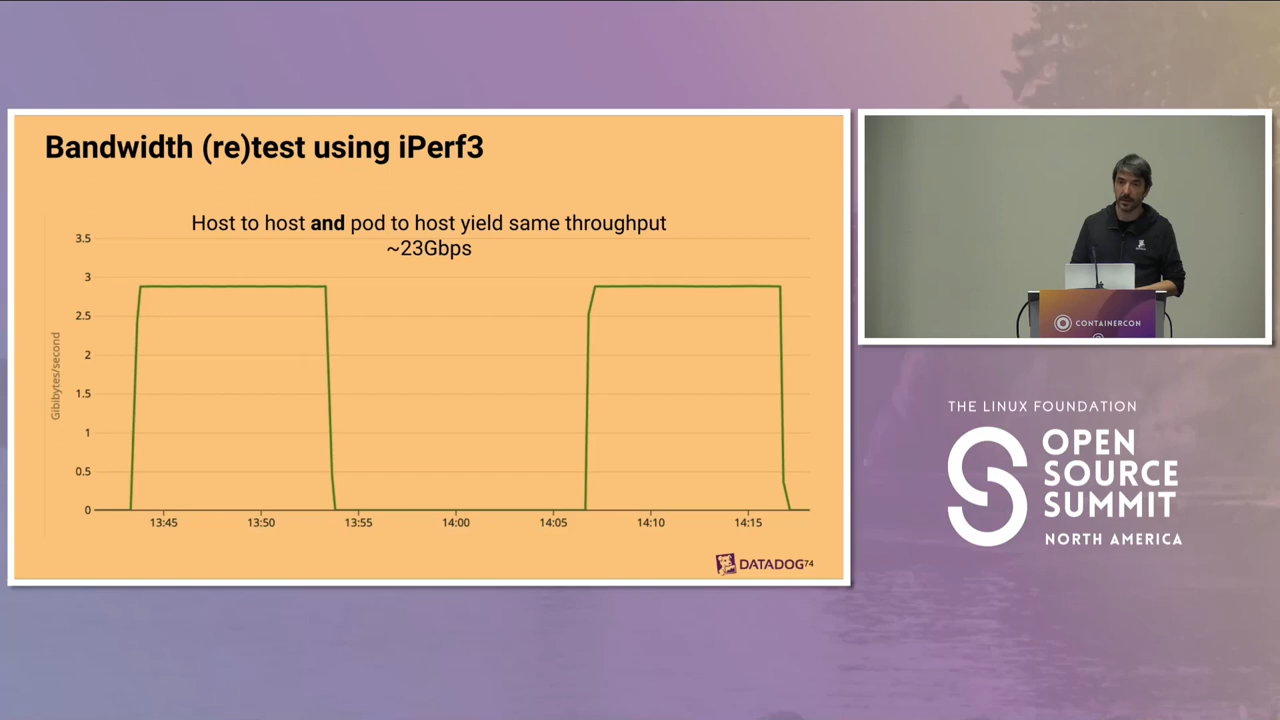 Bandwidth (re)test using iPerf3
Host to host and pod to host yield same throughput
~23Gbps
3.5
3
2.5
2
1.5
1
0.5
0
Gibibytes/second
13:45
13:50
13:55
14:00
14:05
14:10
14:15
DATADOG74
CONTAINERCON
THE LINUX FOUNDATION
OPEN
SOURCE
SUMMIT
NORTH AMERICA